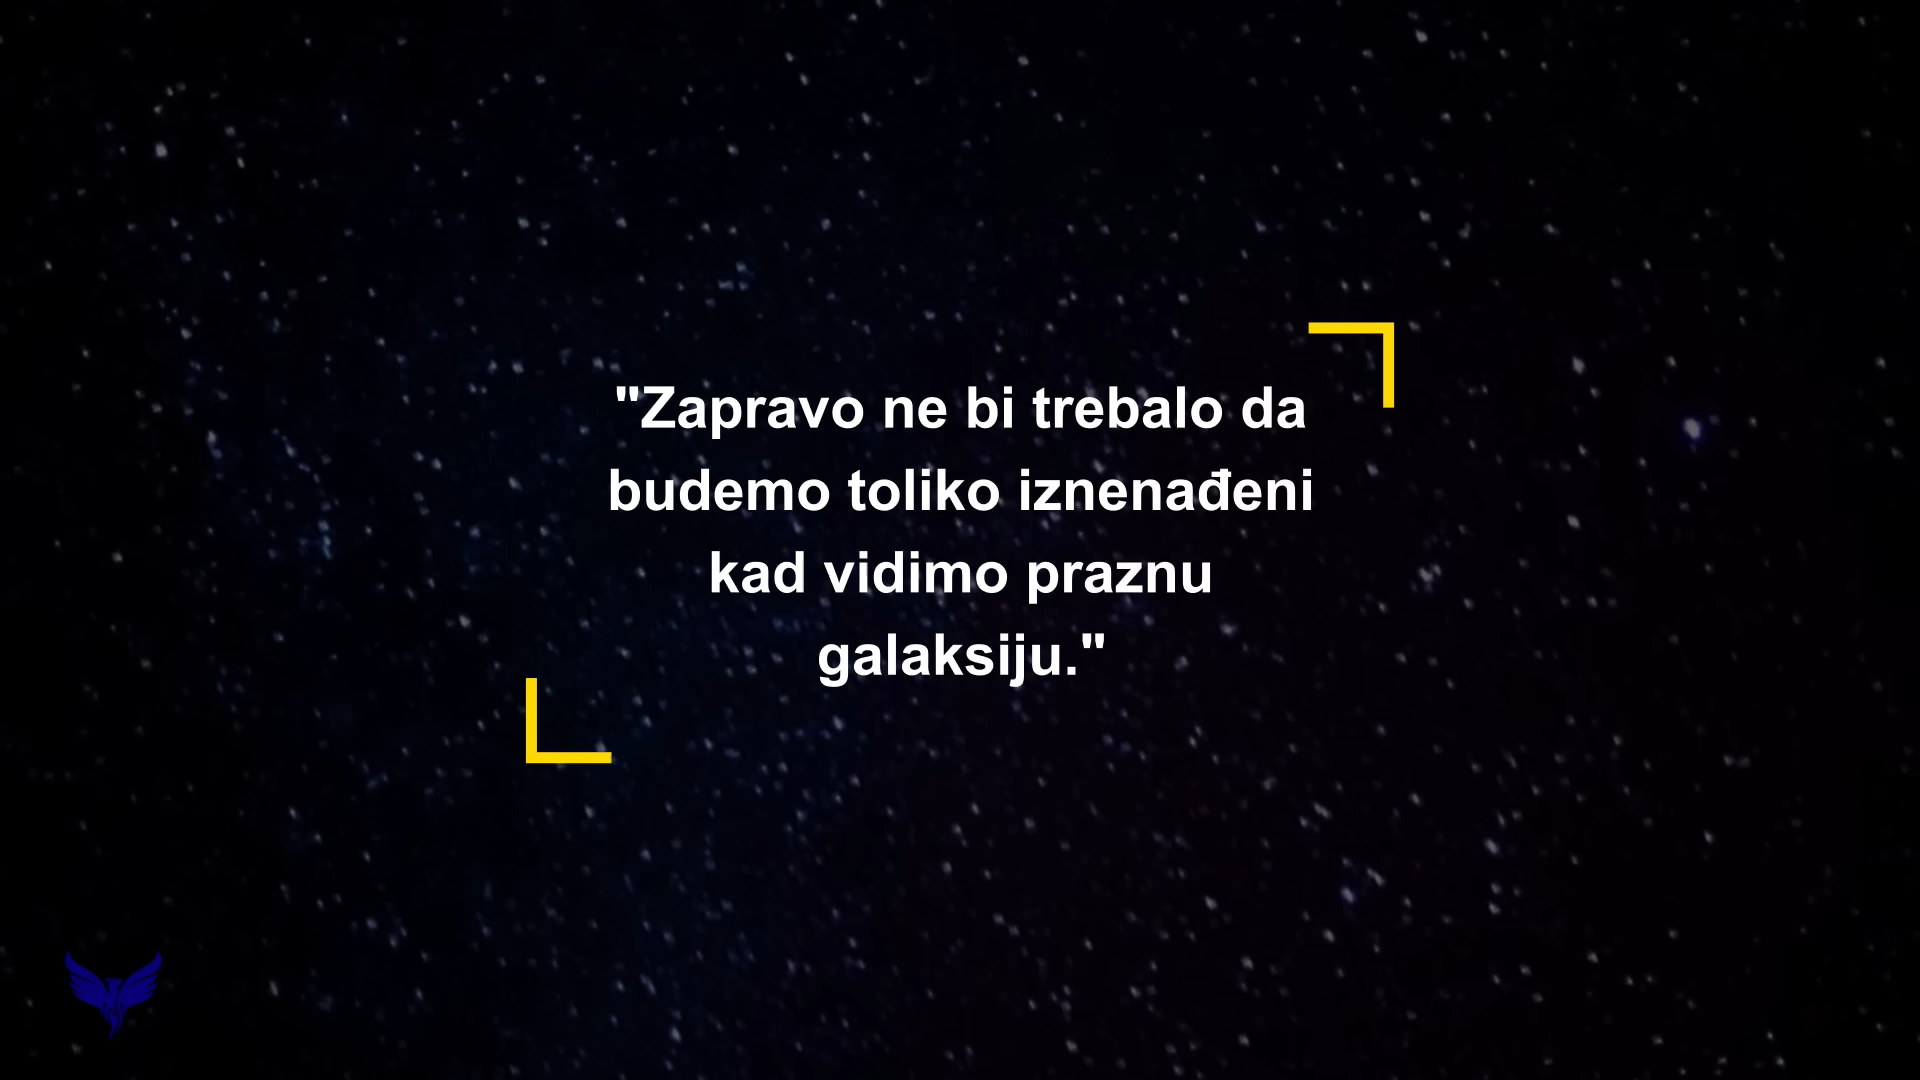 "Zapravo ne bi trebalo da
budemo toliko iznenađeni
kad vidimo praznu
galaksiju."